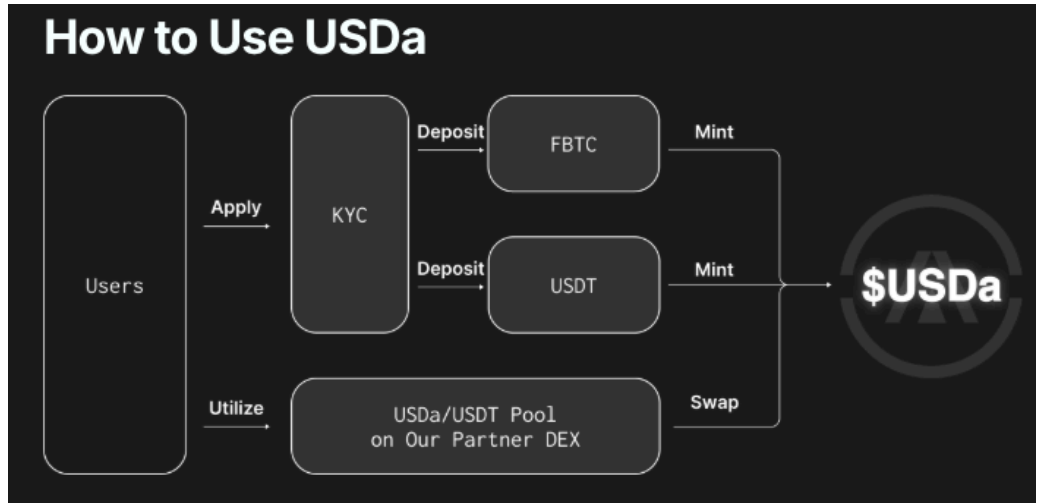 How to Use USDa
Users
Apply
KYC
Deposit
FBTC
Mint
Deposit
USDT
Mint
Utilize
USDa/USDT Pool
on Our Partner DEX
Swap
$USDa